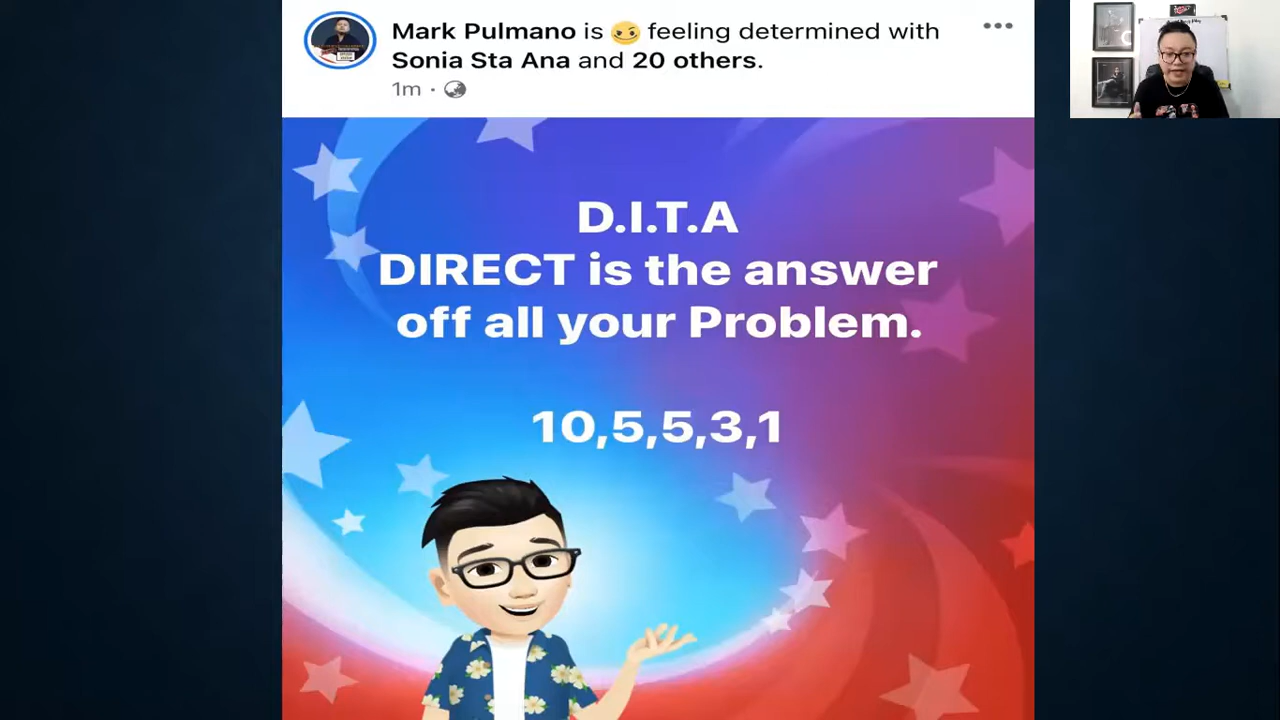 Mark Pulmano is feeling determined with
Sonia Sta Ana and 20 others.
1m ·
D.I.T.A
DIRECT is the answer
off all your Problem.
10,5,5,3,1